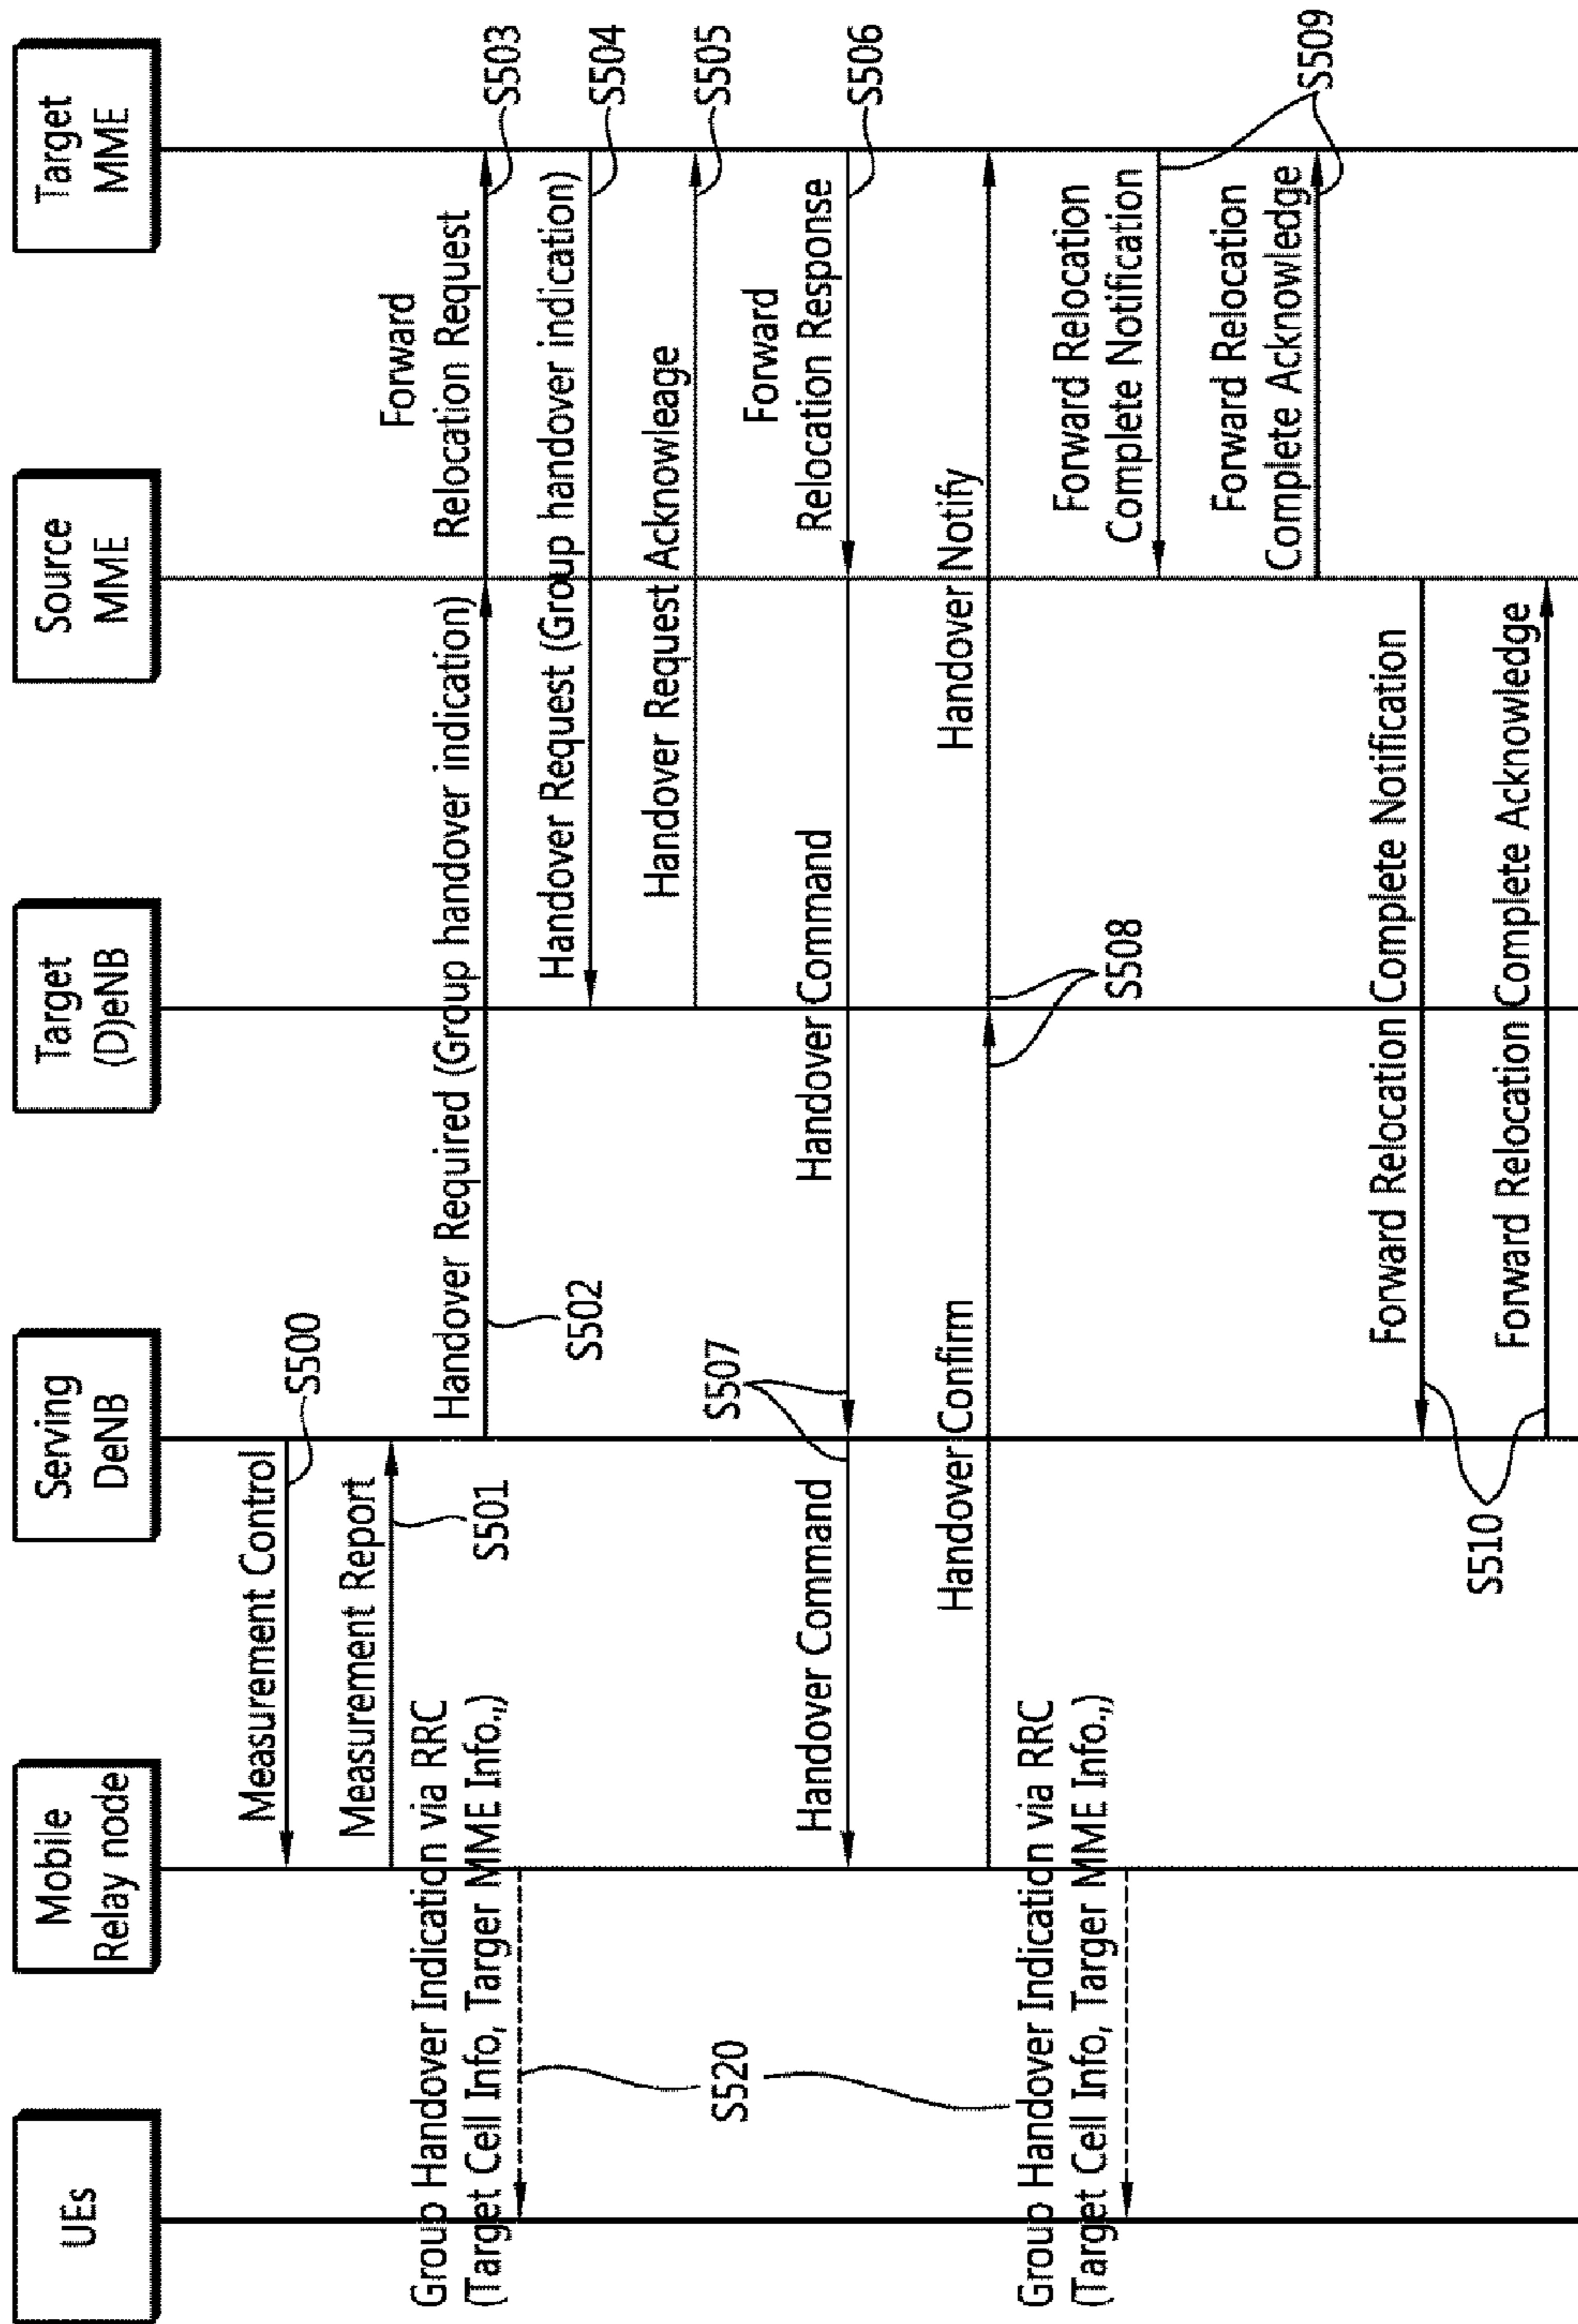 UEs
Mobile
Relay node
Serving
DeNB
Target
(D)eNB
Source
MME
Target
MME
Measurement Control
S500
Measurement Report
S501
Group Handover Indication via RRC
(Target Cell Info, Targer MME Info.,)
Handover Required (Group handover indication)
S502
Forward
Relocation Request
S503
Handover Request (Group handover indication)
S504
Handover Request Acknowleage
S505
S520
Handover Command
S507
Handover Command
Forward
Relocation Response
S506
Handover Confirm
Handover Notify
S508
Group Handover Indication via RRC
(Target Cell Info, Targer MME Info.,)
Forward Relocation
Complete Notification
S509
Forward Relocation
Complete Acknowledge
Forward Relocation Complete Notification
S510
Forward Relocation Complete Acknowledge